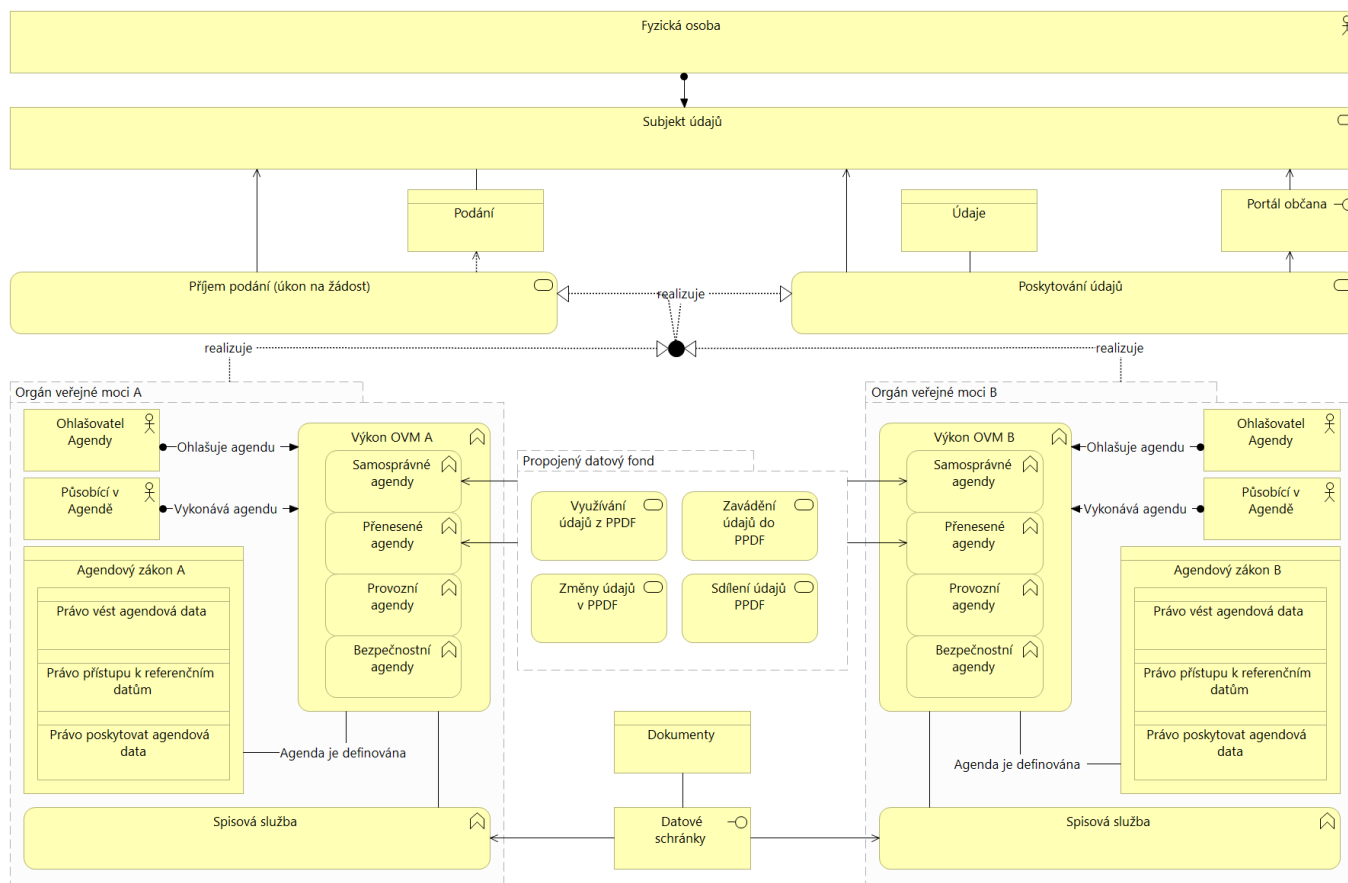 Fyzická osoba
Subjekt údajů
Podání
Údaje
Portál občana
Příjem podání (úkon na žádost)
realizuje
Poskytování údajů
realizuje
realizuje
Orgán veřejné moci A
Ohlašovatel
Agendy
Ohlašuje agendu
Působící v
Agendě
Vykonává agendu
Výkon OVM A
Samosprávné
agendy
Přenesené
agendy
Provozní
agendy
Bezpečnostní
agendy
Agendový zákon A
Právo vést agendová data
Právo přístupu k referenčním
datům
Právo poskytovat agendová
data
Agenda je definována
Spisová služba
Propojený datový fond
Využívání
údajů z PPDF
Zavádění
údajů do
PPDF
Změny údajů
v PPDF
Sdílení údajů
PPDF
Dokumenty
Datové
schránky
Orgán veřejné moci B
Výkon OVM B
Samosprávné
agendy
Přenesené
agendy
Provozní
agendy
Bezpečnostní
agendy
Ohlašuje agendu
Ohlašovatel
Agendy
Vykonává agendu
Působící v
Agendě
Agendový zákon B
Právo vést agendová data
Právo přístupu k referenčním
datům
Právo poskytovat agendová
data
Agenda je definována
Spisová služba